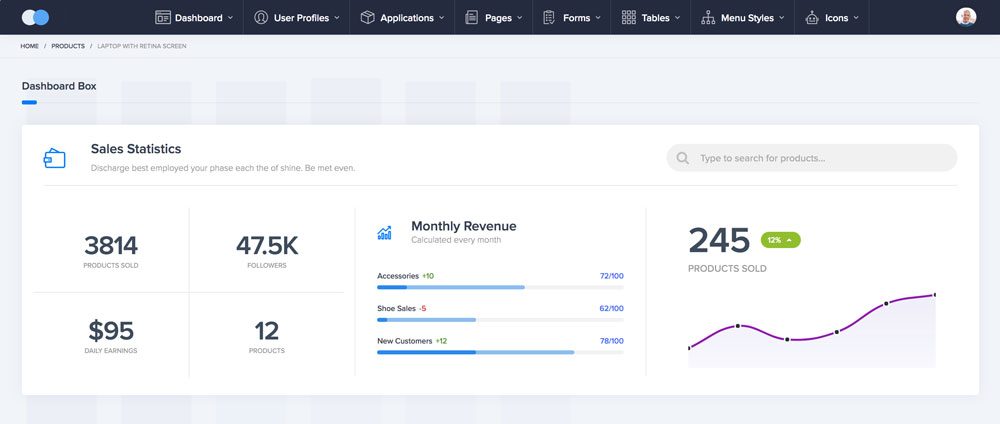 Dashboard User Profiles Applications Pages Forms Tables Menu Styles Icons
HOME / PRODUCTS / LAPTOP WITH RETINA SCREEN
Dashboard Box
Sales Statistics
Discharge best employed your phase each the of shine. Be met even.
Type to search for products...
3814
PRODUCTS SOLD
47.5K
FOLLOWERS
$95
DAILY EARNINGS
12
PRODUCTS
Monthly Revenue
Calculated every month
Accessories +10 72/100
Shoe Sales -5 62/100
New Customers +12 78/100
245 12%
PRODUCTS SOLD